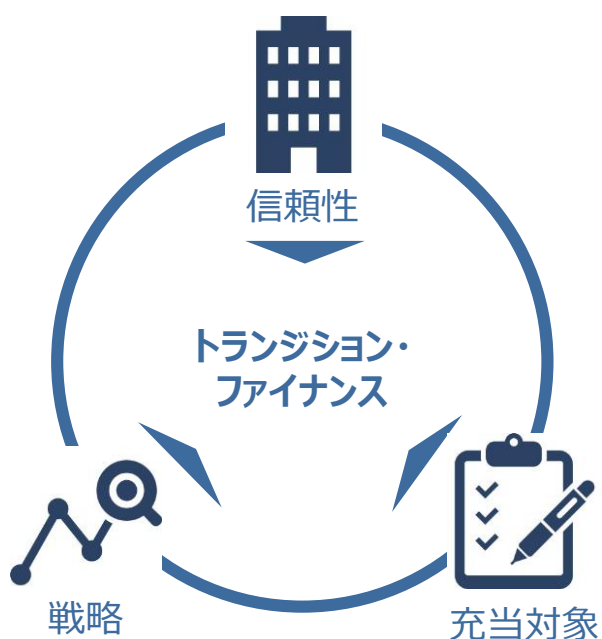 信頼性
トランジション・
ファイナンス
戦略
充当対象